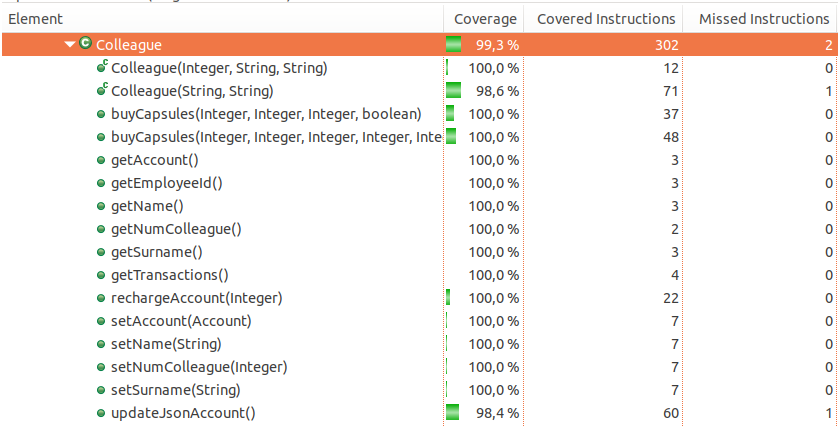 Element Coverage Covered Instructions Missed Instructions
C Colleague 99,3 % 302 2
C Colleague(Integer, String, String) 100,0 % 12 0
C Colleague(String, String) 98,6 % 71 1
buyCapsules(Integer, Integer, Integer, boolean) 100,0 % 37 0
buyCapsules(Integer, Integer, Integer, Integer, Inte 100,0 % 48 0
getAccount() 100,0 % 3 0
getEmployeeId() 100,0 % 3 0
getName() 100,0 % 3 0
getNumColleague() 100,0 % 2 0
getSurname() 100,0 % 3 0
getTransactions() 100,0 % 4 0
rechargeAccount(Integer) 100,0 % 22 0
setAccount(Account) 100,0 % 7 0
setName(String) 100,0 % 7 0
setNumColleague(Integer) 100,0 % 7 0
setSurname(String) 100,0 % 7 0
updateJsonAccount() 98,4 % 60 1